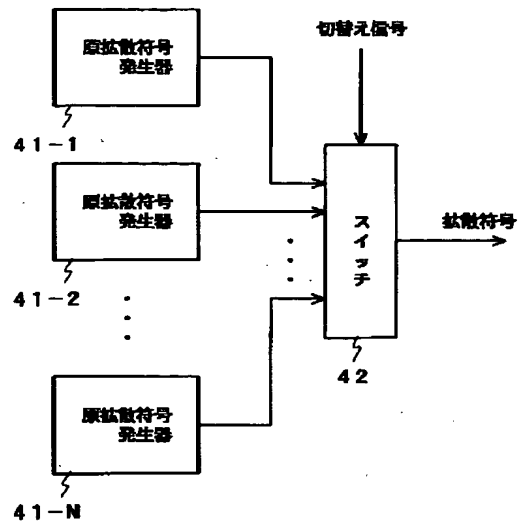 原拡散符号
発生器
41-1
切替え信号
原拡散符号
発生器
41-2
スイッチ
拡散符号
42
原拡散符号
発生器
41-N